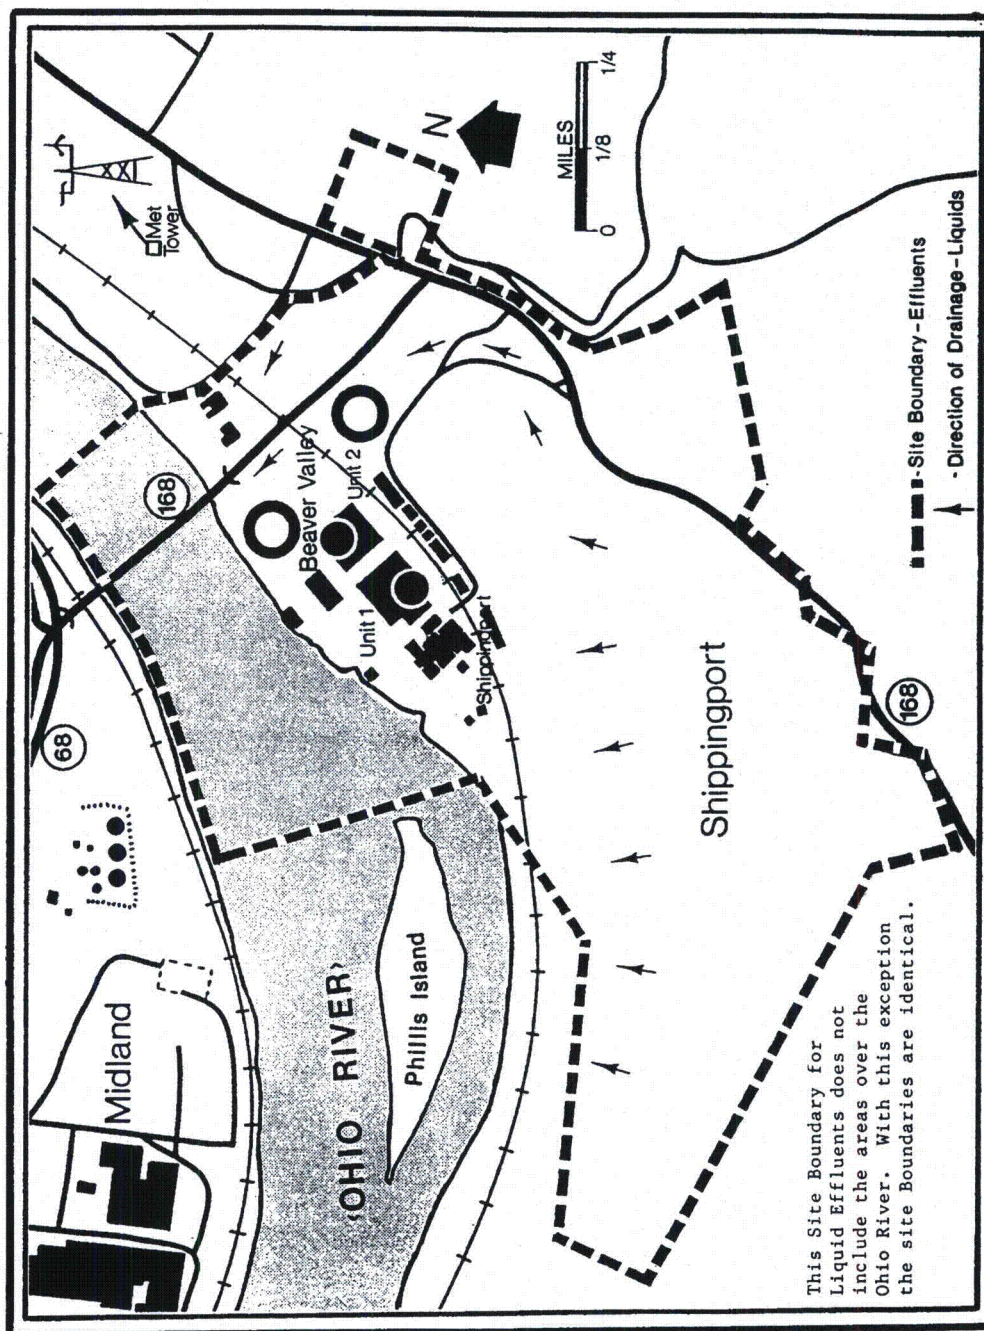 68
Midland
‹OHIO RIVER›
Phillis Island
168
Met
Tower
Beaver Valley
Unit 2
Unit 1
Shippingport
Shippingport
168
N
MILES
0 1/8 1/4
-Site Boundary-Effluents
-Direction of Drainage-Liquids
This Site Boundary for
Liquid Effluents does not
include the areas over the
Ohio River. With this exception
the site Boundaries are identical.